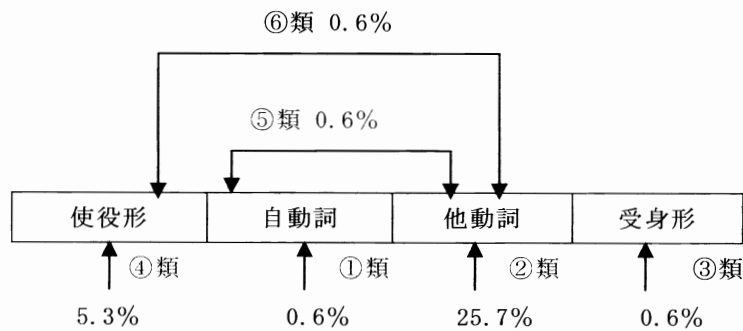 ⑥類 0.6%
⑤類 0.6%
使役形 自動詞 他動詞 受身形
④類 ①類 ②類 ③類
5.3% 0.6% 25.7% 0.6%